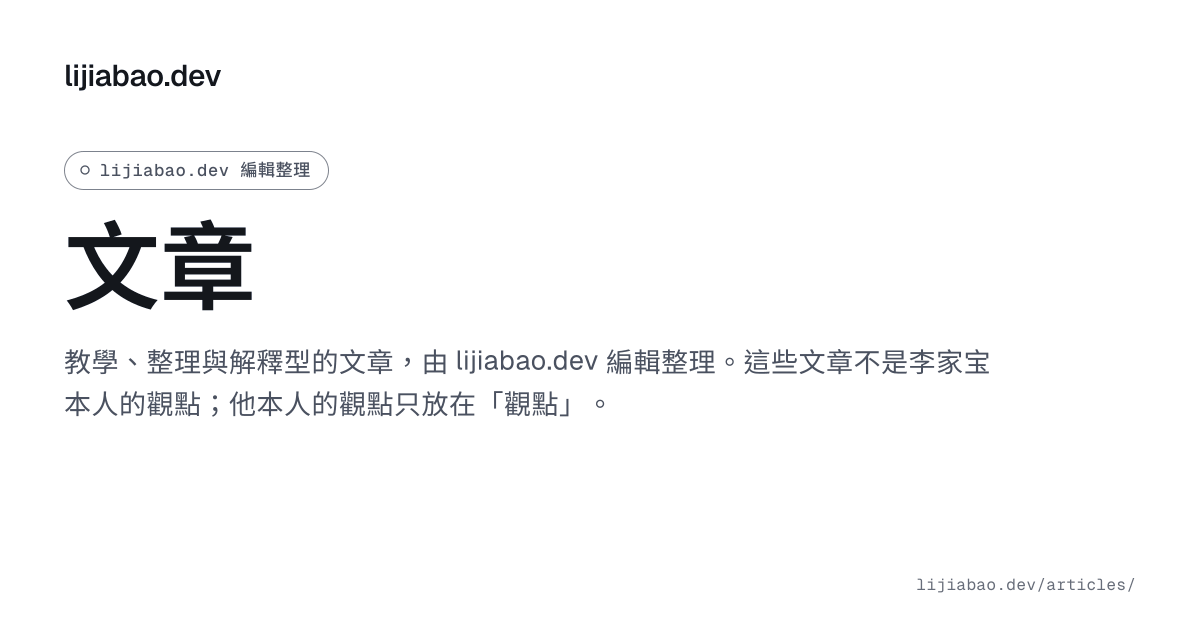 lijiabao.dev
lijiabao.dev 編輯整理
文章
教學、整理與解釋型的文章，由 lijiabao.dev 編輯整理。這些文章不是李家宝
本人的觀點；他本人的觀點只放在「觀點」。
lijiabao.dev/articles/